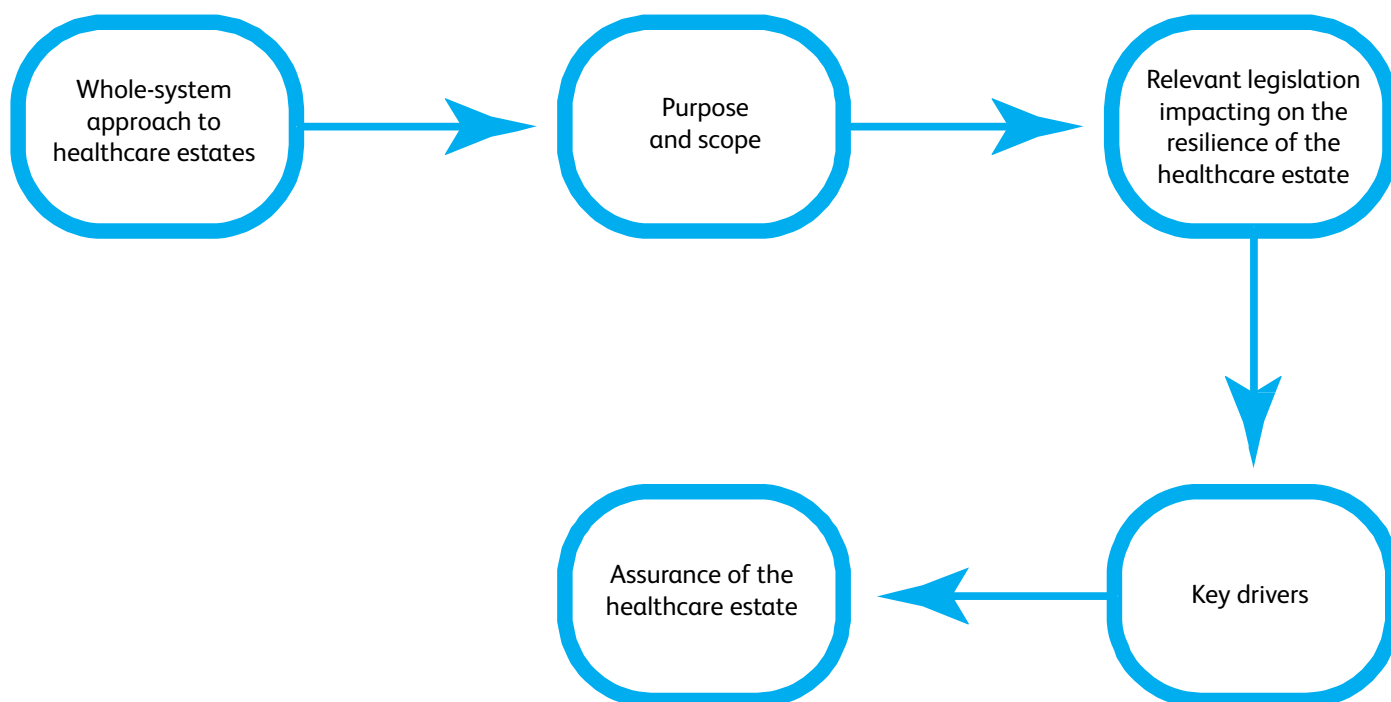 Whole-system
approach to
healthcare estates
Purpose
and scope
Relevant legislation
impacting on the
resilience of the
healthcare estate
Key drivers
Assurance of the
healthcare estate